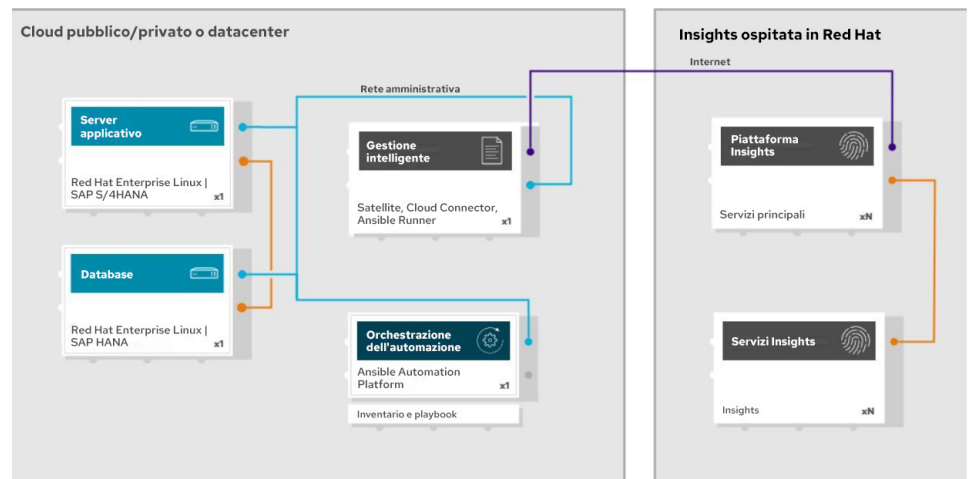 Cloud pubblico/privato o datacenter
Server
applicativo
Red Hat Enterprise Linux |
SAP S/4HANA
x1
Database
Red Hat Enterprise Linux |
SAP HANA
x1
Rete amministrativa
Gestione
intelligente
Satellite, Cloud Connector,
Ansible Runner
x1
Orchestrazione
dell'automazione
Ansible Automation
Platform
x1
Inventario e playbook
Insights ospitata in Red Hat
Internet
Piattaforma
Insights
Servizi principali
xN
Servizi Insights
Insights
xN